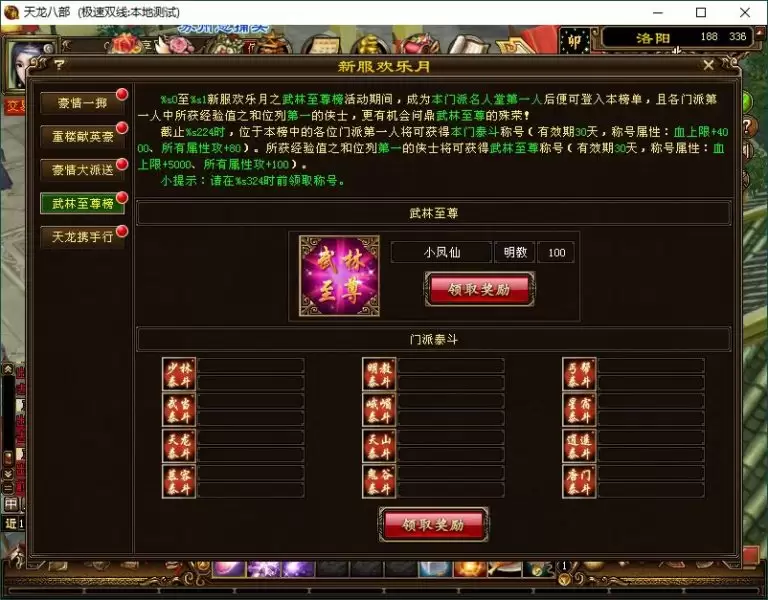 天龙八部 (极速双线:本地测试)
洛阳 188 336
新服欢乐月
豪情一掷
重楼献英豪
豪情大派送
武林至尊榜
天龙携手行
%s0至%s1新服欢乐月之武林至尊榜活动期间，成为本门派名人堂第一人后便可登入本榜单，且各门派第
一人中所获经验值之和位列第一的侠士，更有机会问鼎武林至尊的殊荣！
截止%s224时，位于本榜中的各位门派第一人将可获得本门泰斗称号（有效期30天，称号属性：血上限+40
00、所有属性攻+80）。所获经验值之和位列第一的侠士将可获得武林至尊称号（有效期30天，称号属性：血
上限+5000、所有属性攻+100）。
小提示：请在%s324时前领取称号。
武林至尊
武林
至尊
小凤仙 明教 100
领取奖励
门派泰斗
少林
泰斗
明教
泰斗
丐帮
泰斗
武当
泰斗
峨嵋
泰斗
星宿
泰斗
天龙
泰斗
天山
泰斗
逍遥
泰斗
慕容
泰斗
鬼谷
泰斗
唐门
泰斗
领取奖励